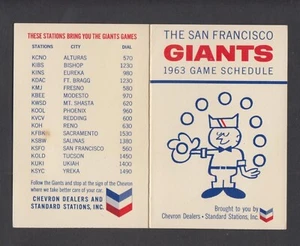 THESE STATIONS BRING YOU THE GIANTS GAMES
STATIONS CITY DIAL
KCNO ALTURAS 570
KIBS BISHOP 1230
KINS EUREKA 980
KDAC FT. BRAGG 1230
KMJ FRESNO 580
KBEE MODESTO 970
KWSD MT. SHASTA 620
KOOL PHOENIX 960
KVCV REDDING 600
KOH RENO 630
KFBK SACRAMENTO 1530
KSBW SALINAS 1380
KSFO SAN FRANCISCO 560
KOLD TUCSON 1450
KUKI UKIAH 1400
KSYC YREKA 1490
Follow the Giants and stop at the sign of the Chevron
where we take better care of your car.
CHEVRON DEALERS AND
STANDARD STATIONS, INC.
THE SAN FRANCISCO
GIANTS
1963 GAME SCHEDULE
Brought to you by
Chevron Dealers • Standard Stations, Inc.